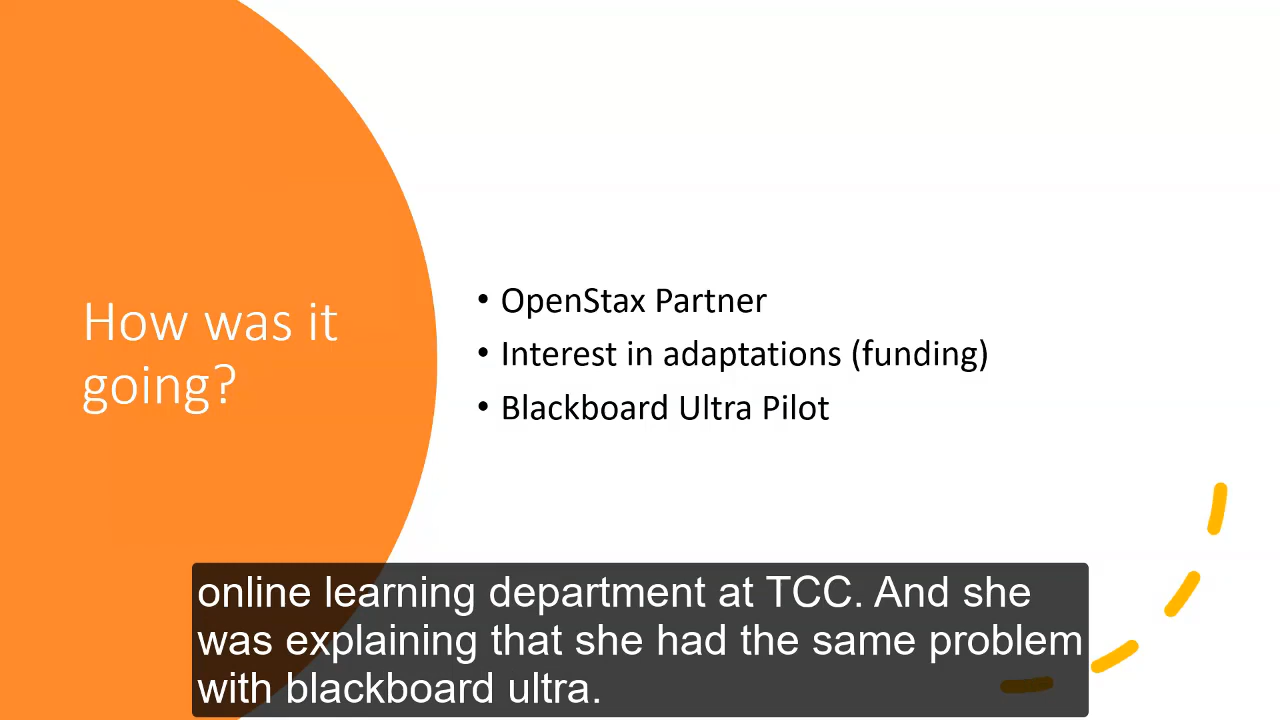 How was it
going?
• OpenStax Partner
• Interest in adaptations (funding)
• Blackboard Ultra Pilot
online learning department at TCC. And she
was explaining that she had the same problem
with blackboard ultra.